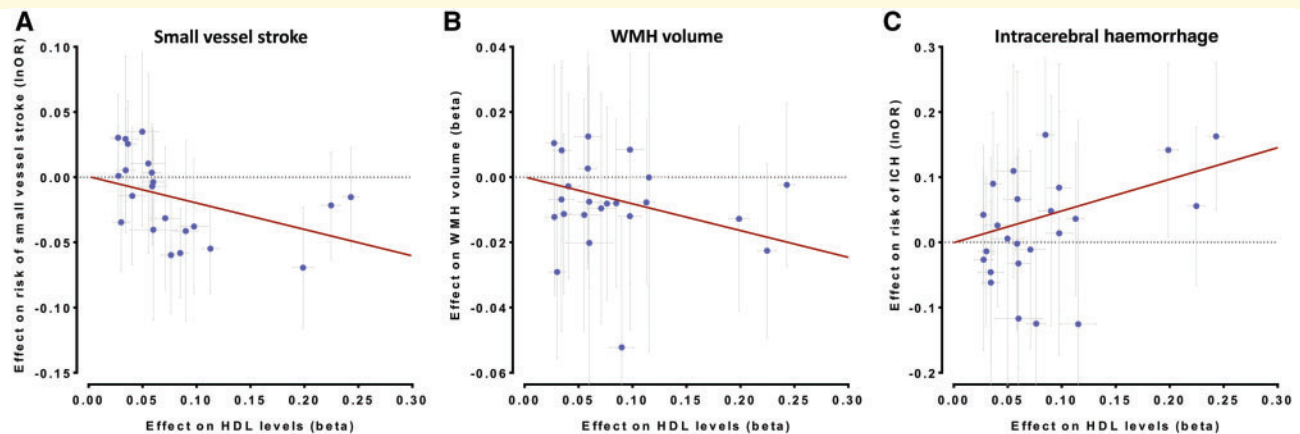 A
Small vessel stroke
Effect on risk of small vessel stroke (lnOR)
0.10
0.05
0.00
-0.05
-0.10
-0.15
0.00 0.05 0.10 0.15 0.20 0.25 0.30
Effect on HDL levels (beta)
B
WMH volume
Effect on WMH volume (beta)
0.04
0.02
0.00
-0.02
-0.04
-0.06
0.00 0.05 0.10 0.15 0.20 0.25 0.30
Effect on HDL levels (beta)
C
Intracerebral haemorrhage
Effect on risk of ICH (lnOR)
0.3
0.2
0.1
0.0
-0.1
-0.2
0.00 0.05 0.10 0.15 0.20 0.25 0.30
Effect on HDL levels (beta)